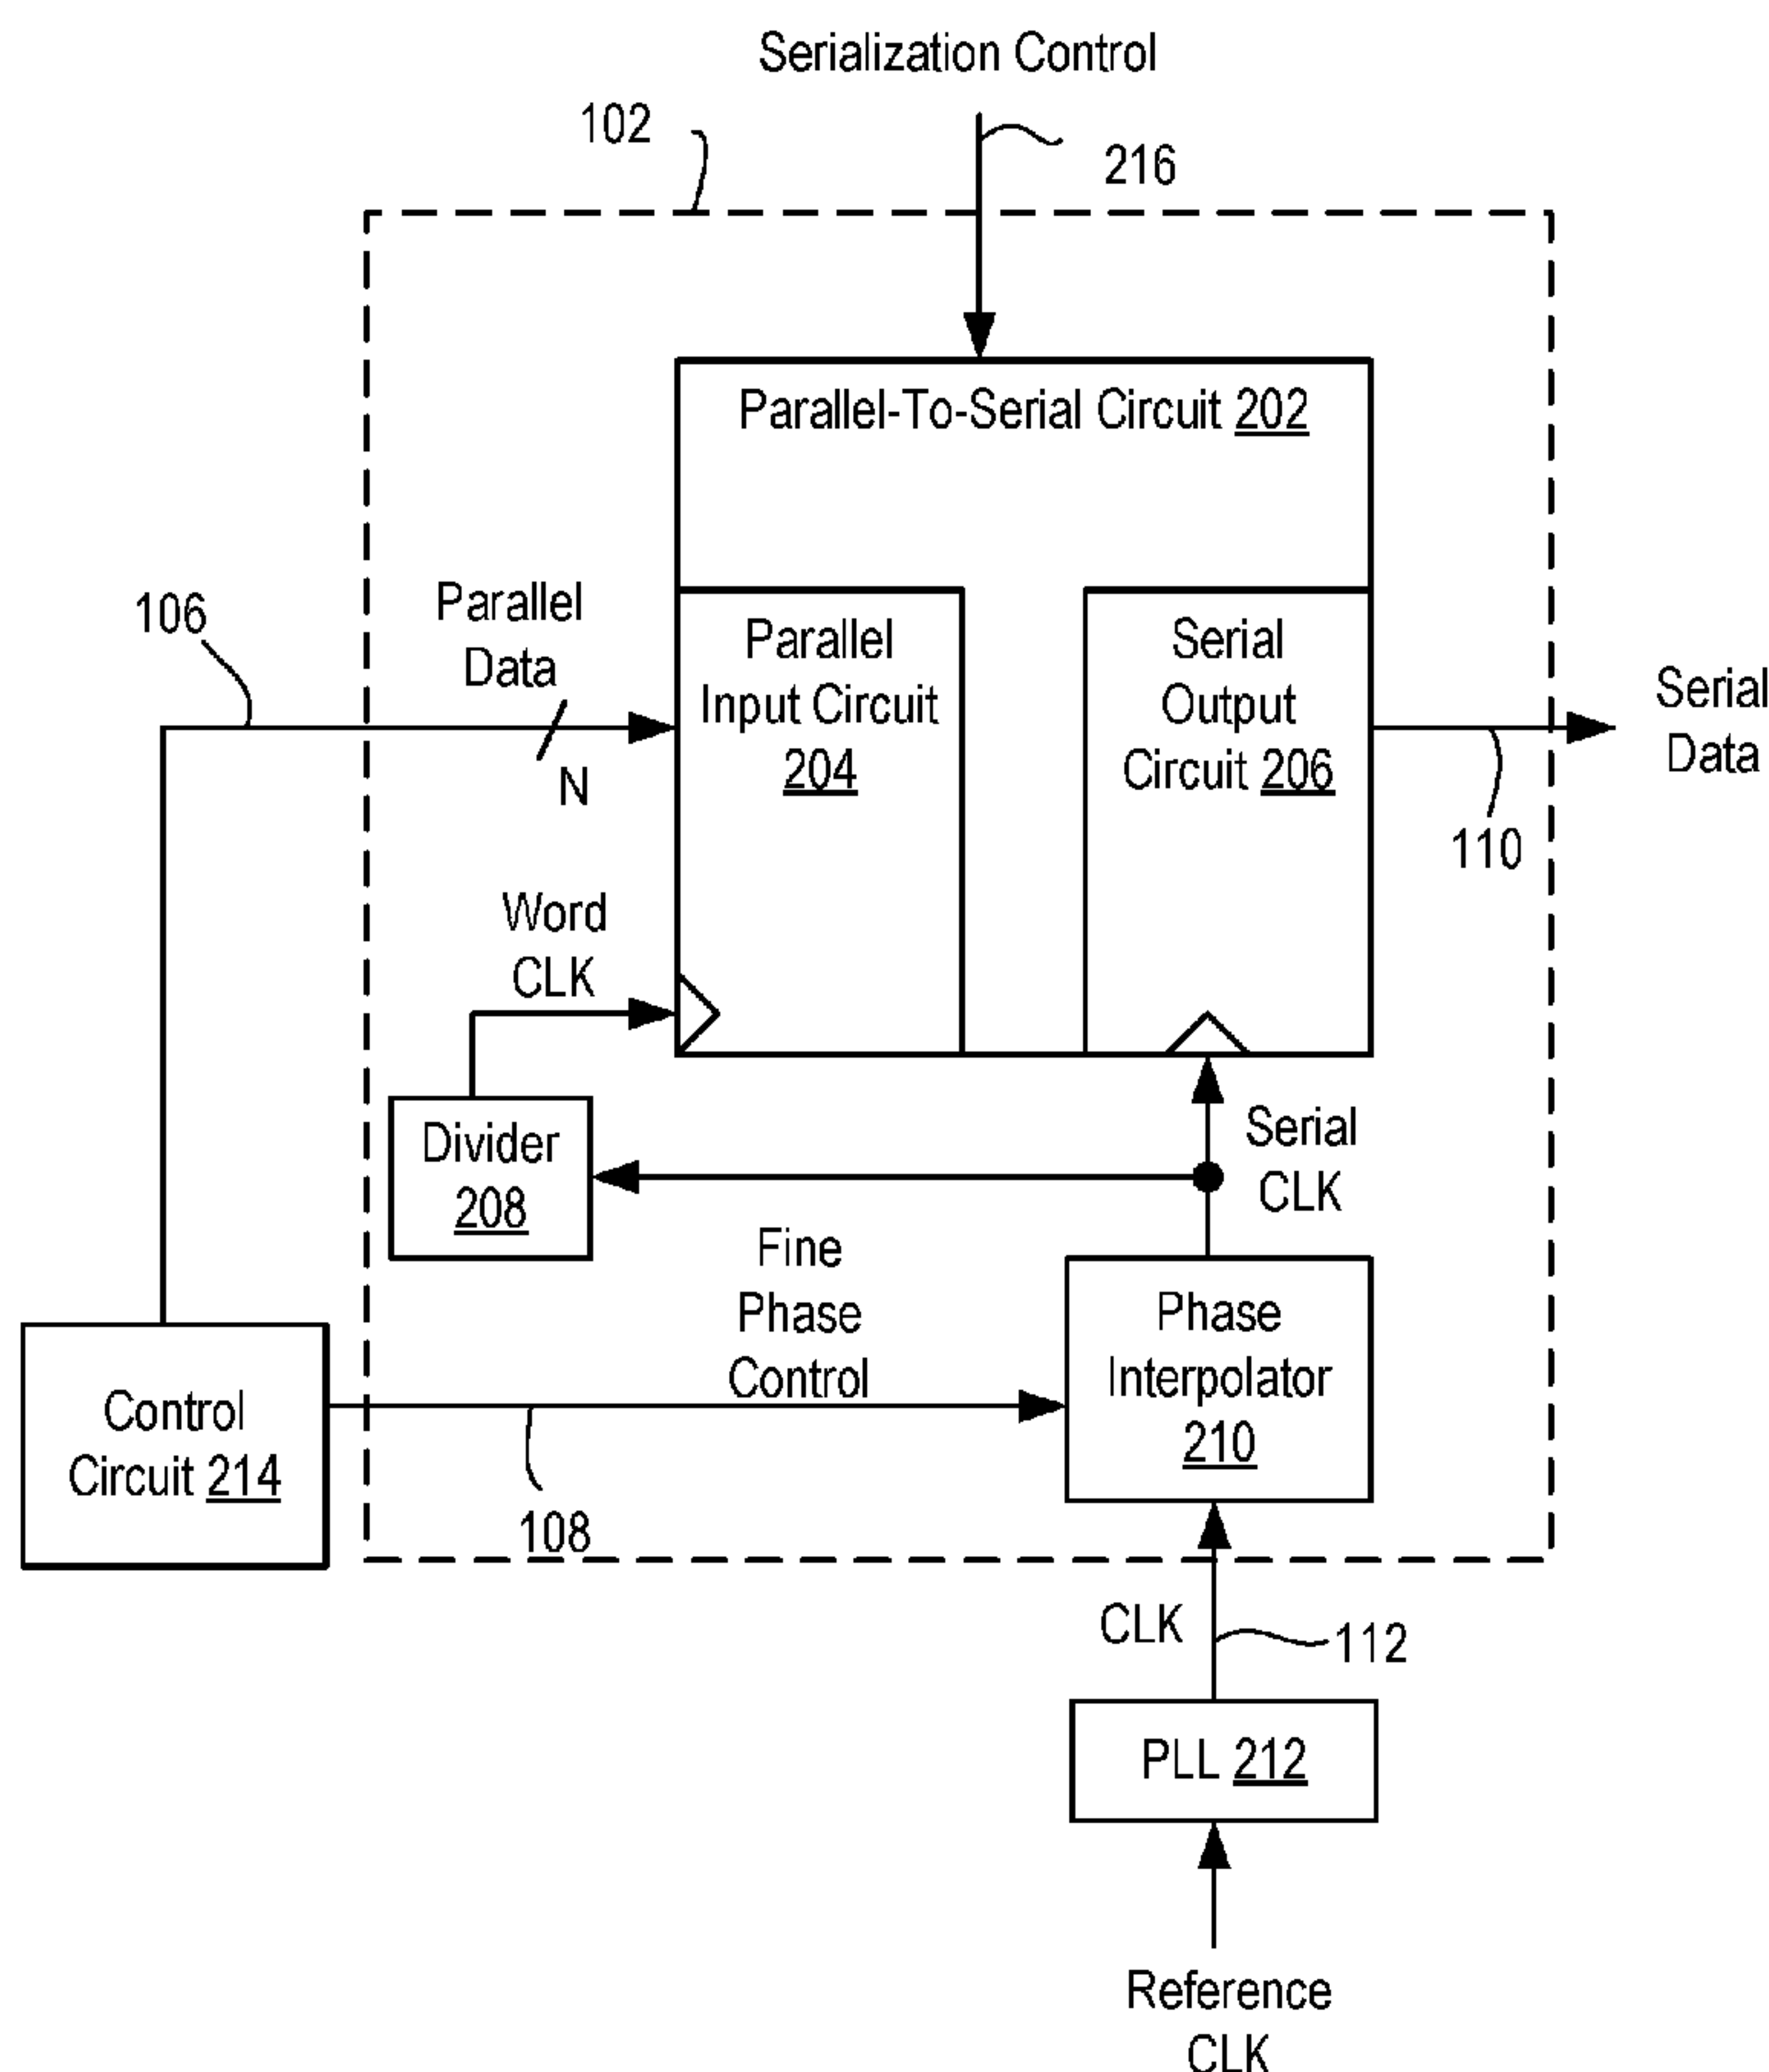 Serialization Control
102
216
Parallel-To-Serial Circuit 202
106
Parallel
Data
N
Parallel
Input Circuit
204
Serial
Output
Circuit 206
Serial
Data
110
Word
CLK
Divider
208
Serial
CLK
Fine
Phase
Control
Phase
Interpolator
210
Control
Circuit 214
108
CLK
112
PLL 212
Reference
CLK